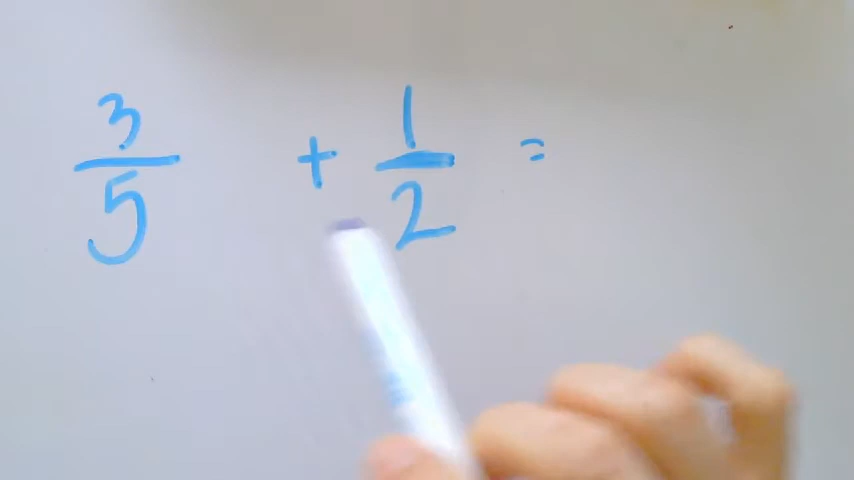 3/5 + 1/2 =